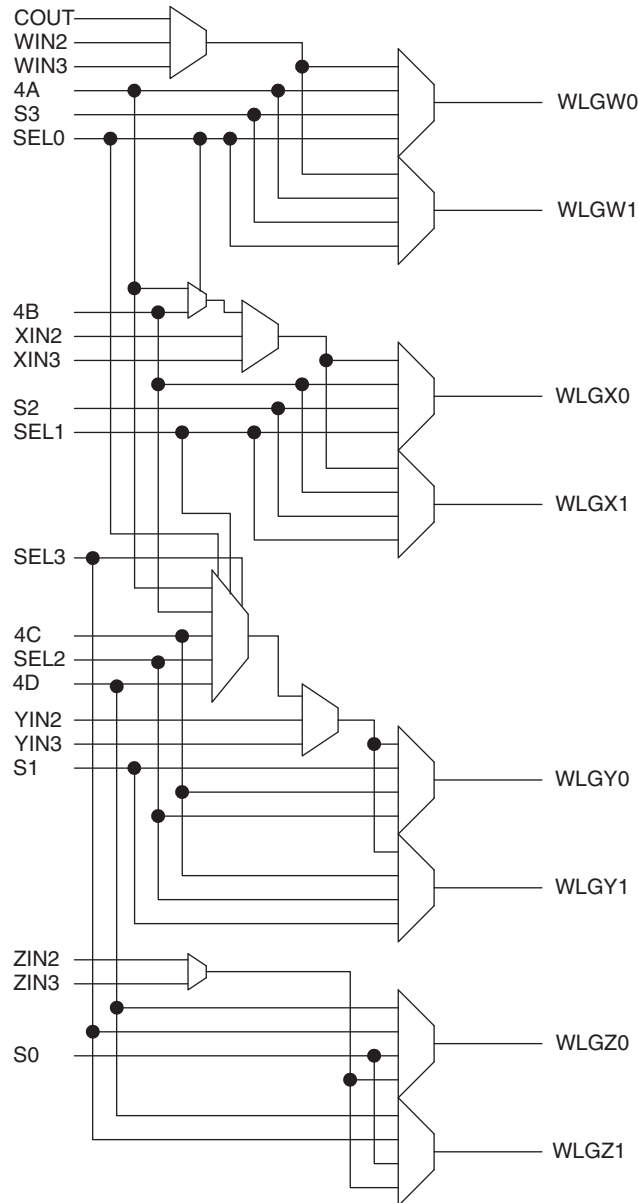 COUT
WIN2
WIN3
4A
S3
SEL0
WLGW0
WLGW1
4B
XIN2
XIN3
S2
SEL1
WLGX0
WLGX1
SEL3
4C
SEL2
4D
YIN2
YIN3
S1
WLGY0
WLGY1
ZIN2
ZIN3
S0
WLGZ0
WLGZ1